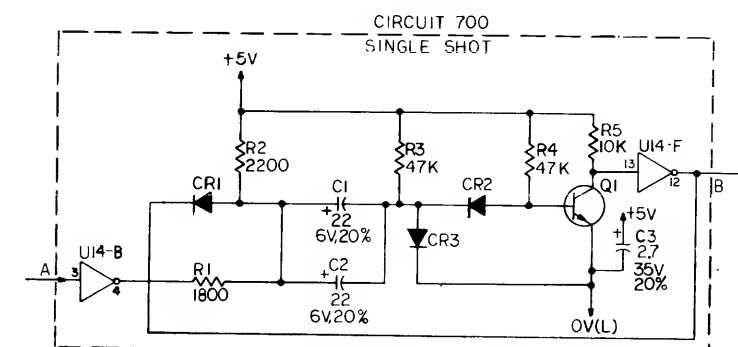 CIRCUIT 700
SINGLE SHOT
+5V
R2
2200
R3
47K
R4
47K
R5
10K
U14-F
13
12
B
CR1
C1
+
22
6V,20%
CR2
Q1
+5V
+
C3
2.7
35V
20%
CR3
A
U14-B
3
4
R1
1800
C2
+
22
6V,20%
0V(L)